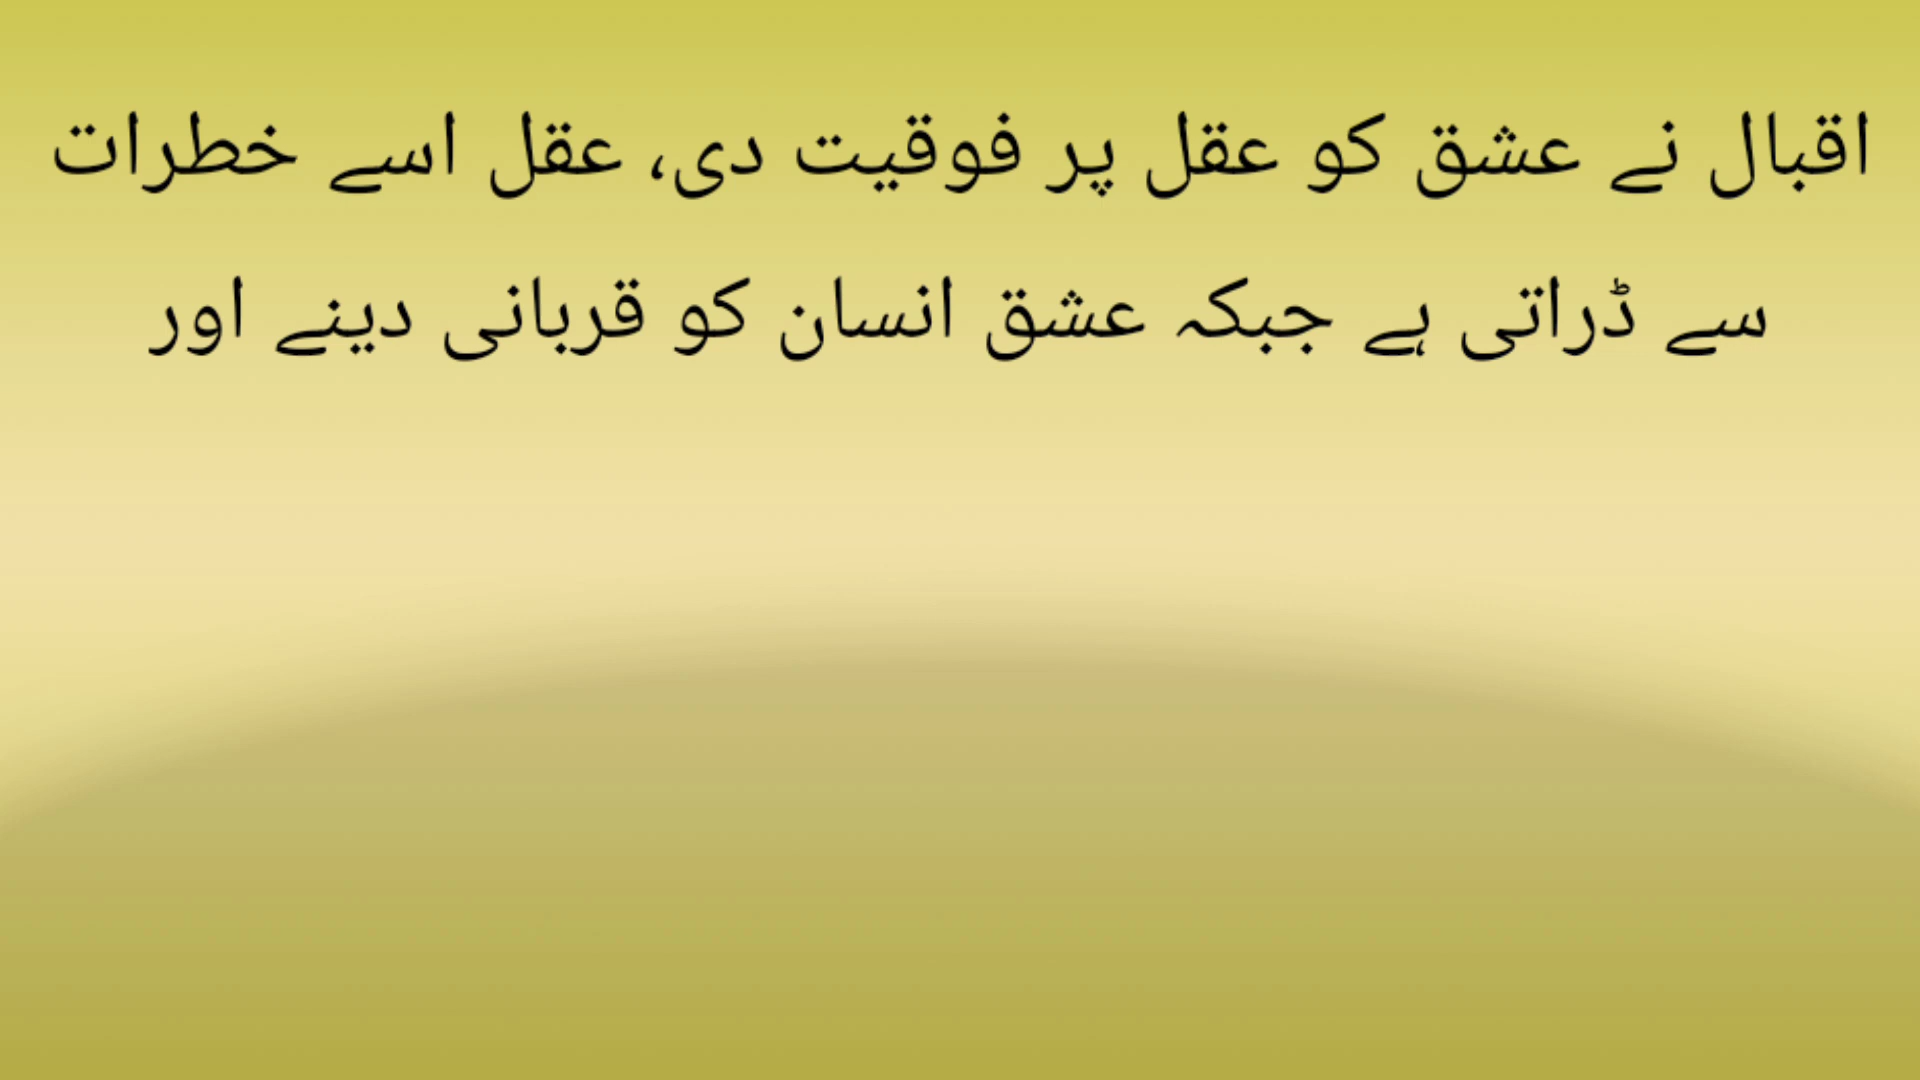 اقبال نے عشق کو عقل پر فوقیت دی، عقل اسے خطرات
سے ڈراتی ہے جبکہ عشق انسان کو قربانی دینے اور